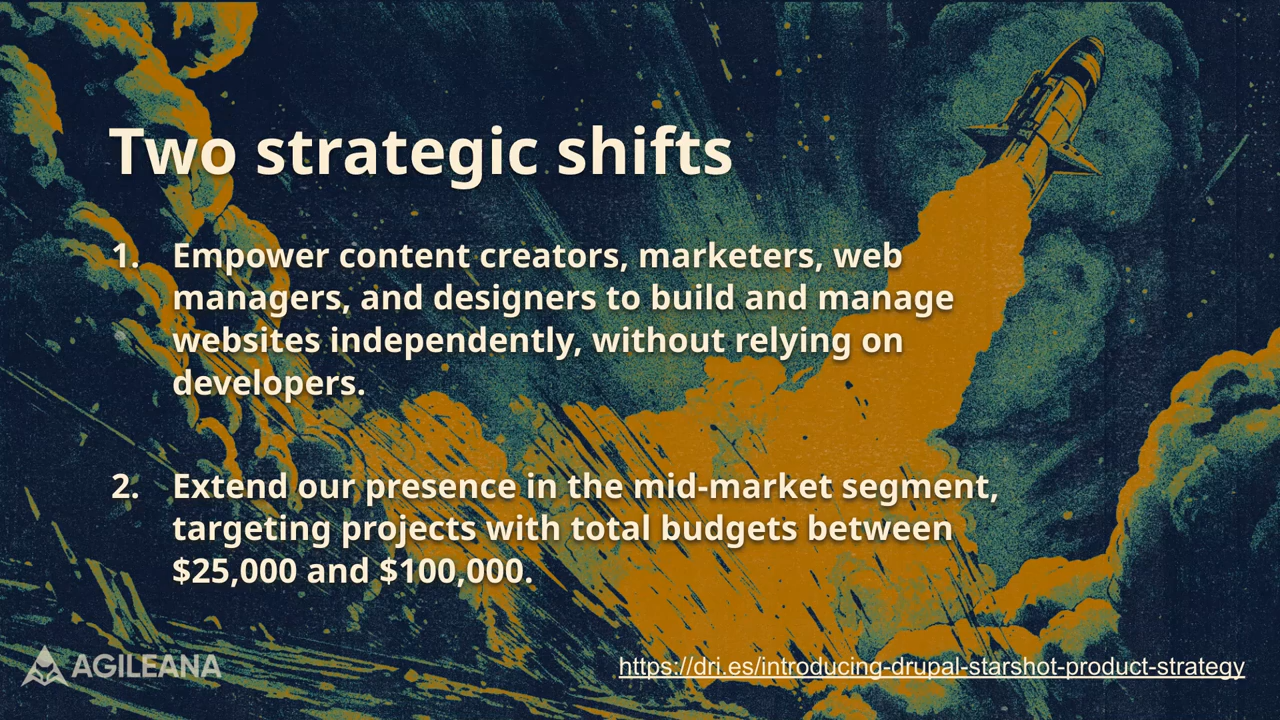 Two strategic shifts
1. Empower content creators, marketers, web
managers, and designers to build and manage
websites independently, without relying on
developers.
2. Extend our presence in the mid-market segment,
targeting projects with total budgets between
$25,000 and $100,000.
AGILEANA
https://dri.es/introducing-drupal-starshot-product-strategy